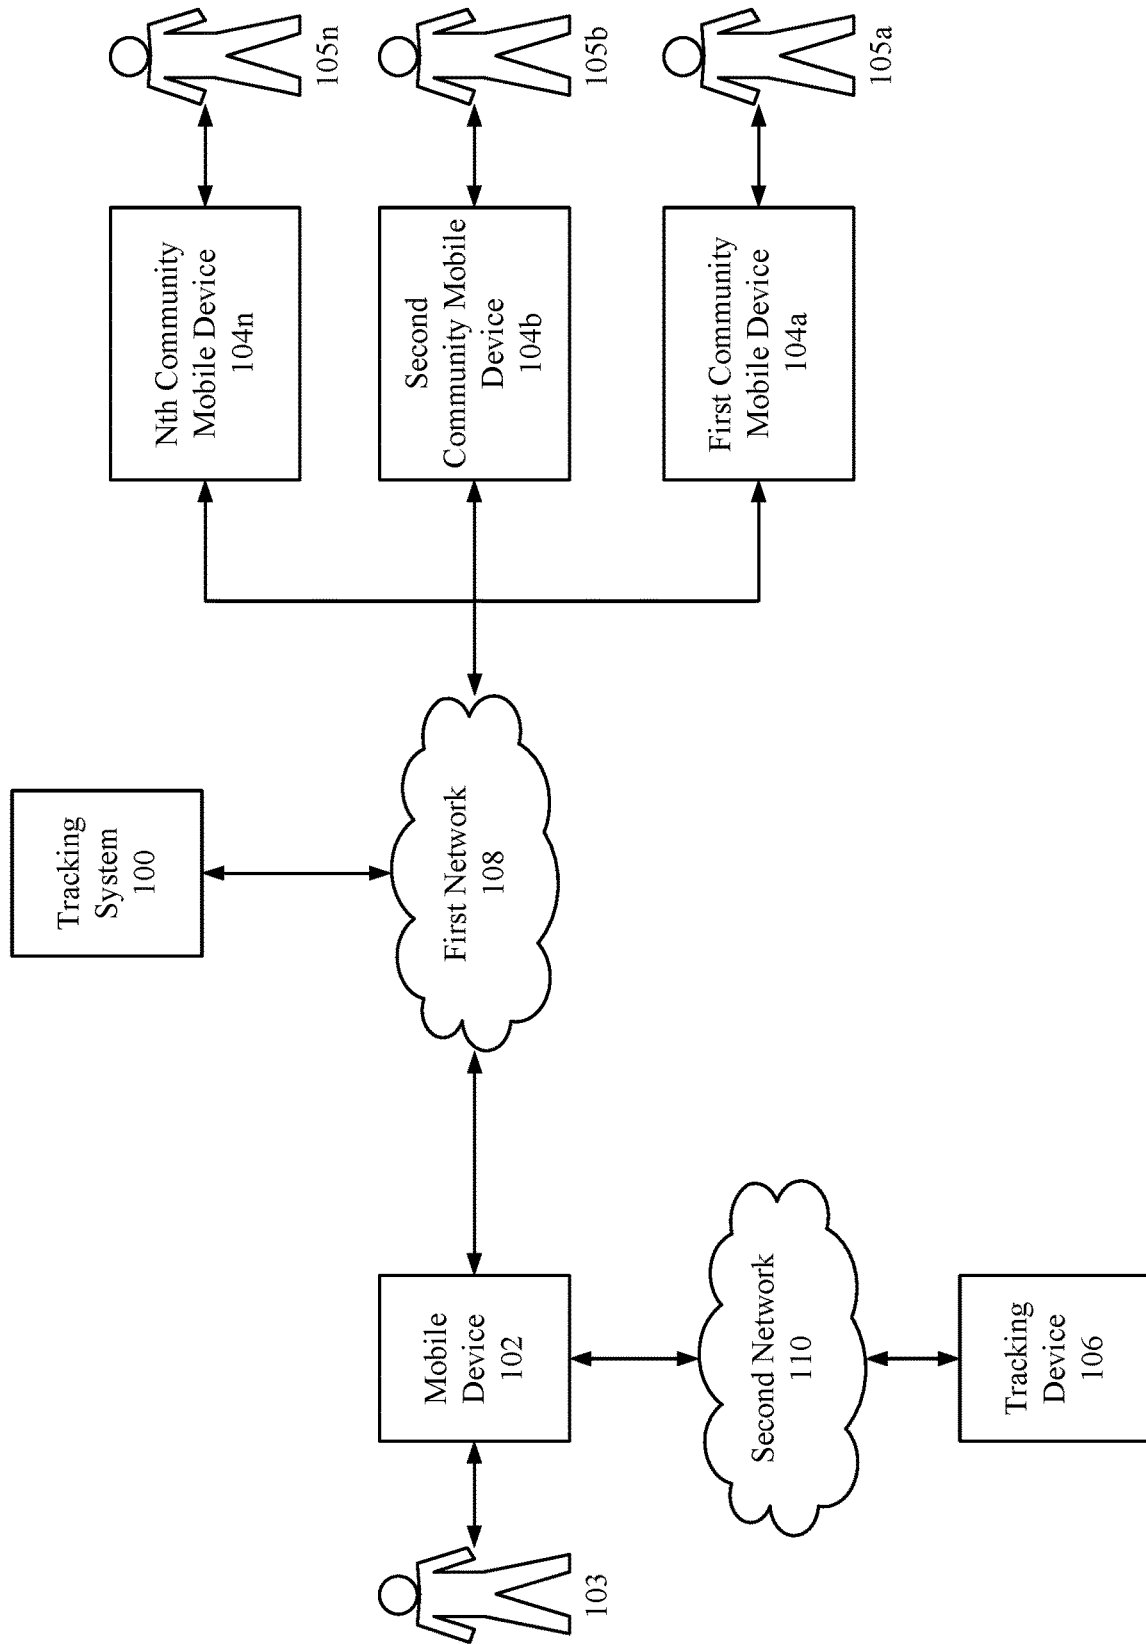 Tracking
System
100
Nth Community
Mobile Device
104n
105n
103
Mobile
Device
102
First Network
108
Second
Community Mobile
Device
104b
105b
Second Network
110
First Community
Mobile Device
104a
105a
Tracking
Device
106